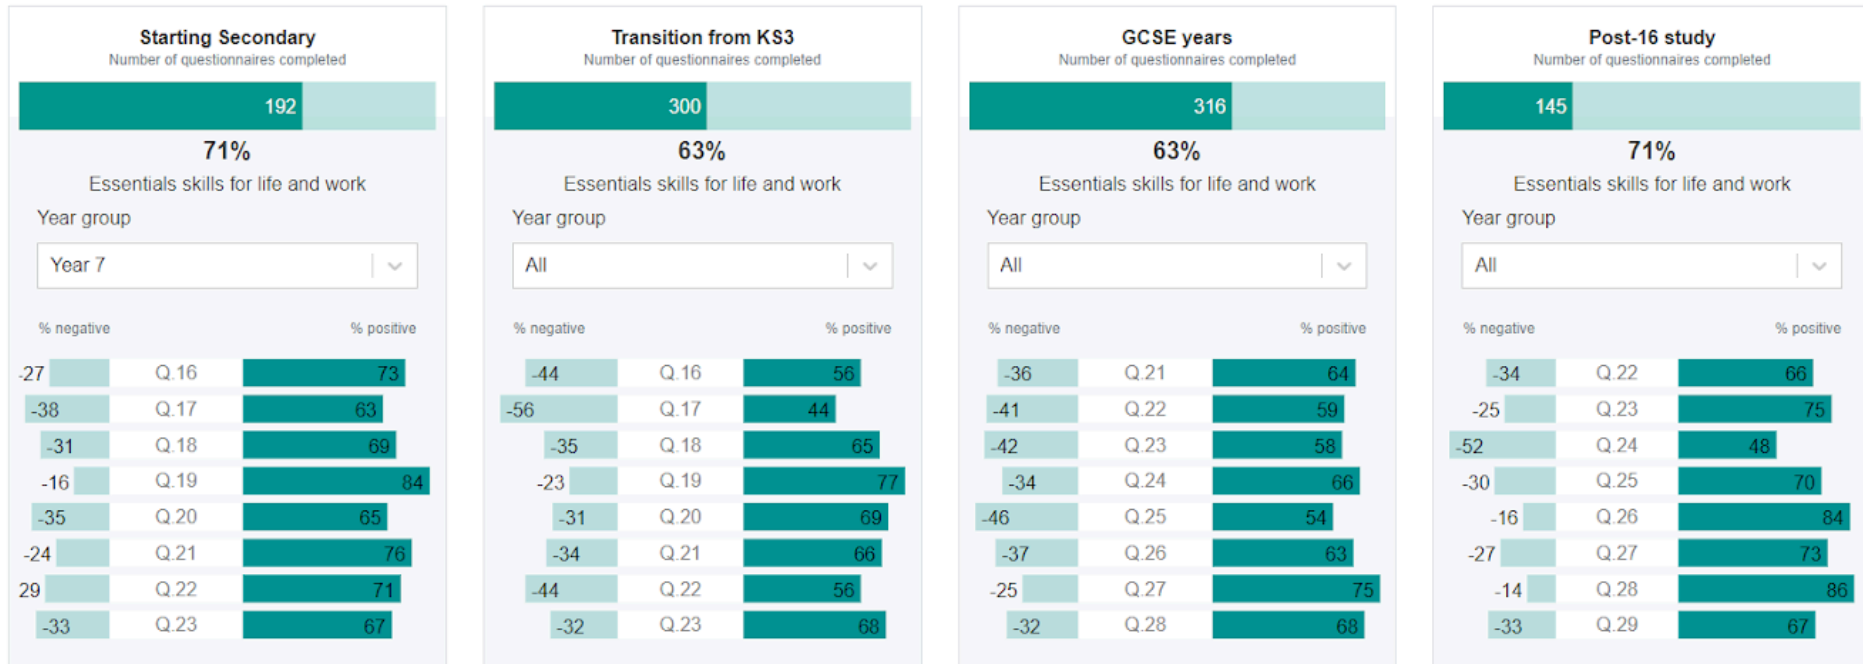 Starting Secondary
Number of questionnaires completed
192
71%
Essentials skills for life and work
Year group
Year 7
% negative % positive
-27 Q.16 73
-38 Q.17 63
-31 Q.18 69
-16 Q.19 84
-35 Q.20 65
-24 Q.21 76
29 Q.22 71
-33 Q.23 67
Transition from KS3
Number of questionnaires completed
300
63%
Essentials skills for life and work
Year group
All
% negative % positive
-44 Q.16 56
-56 Q.17 44
-35 Q.18 65
-23 Q.19 77
-31 Q.20 69
-34 Q.21 66
-44 Q.22 56
-32 Q.23 68
GCSE years
Number of questionnaires completed
316
63%
Essentials skills for life and work
Year group
All
% negative % positive
-36 Q.21 64
-41 Q.22 59
-42 Q.23 58
-34 Q.24 66
-46 Q.25 54
-37 Q.26 63
-25 Q.27 75
-32 Q.28 68
Post-16 study
Number of questionnaires completed
145
71%
Essentials skills for life and work
Year group
All
% negative % positive
-34 Q.22 66
-25 Q.23 75
-52 Q.24 48
-30 Q.25 70
-16 Q.26 84
-27 Q.27 73
-14 Q.28 86
-33 Q.29 67